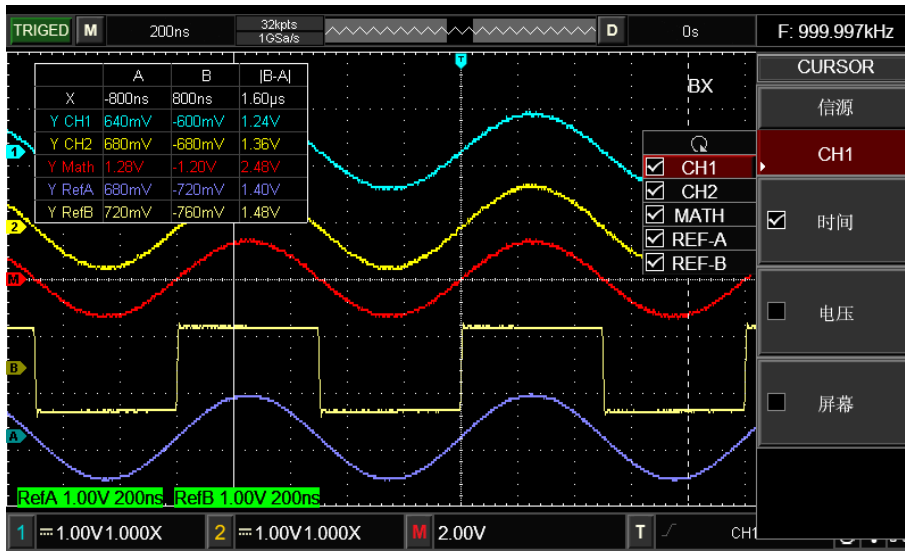 TRIGED M 200ns 32kpts D 0s F: 999.997kHz
1GSa/s
T
A B |B-A|
X -800ns 800ns 1.60μs
Y CH1 640mV -600mV 1.24V
Y CH2 680mV -680mV 1.36V
Y Math 1.28V -1.20V 2.48V
Y RefA 680mV -720mV 1.40V
Y RefB 720mV -760mV 1.48V
BX
CH1
CH2
MATH
REF-A
REF-B
CURSOR
信源
CH1
时间
电压
屏幕
1
2
M
B
A
RefA 1.00V 200ns RefB 1.00V 200ns
1 1.00V 1.000X 2 1.00V 1.000X M 2.00V T CH1